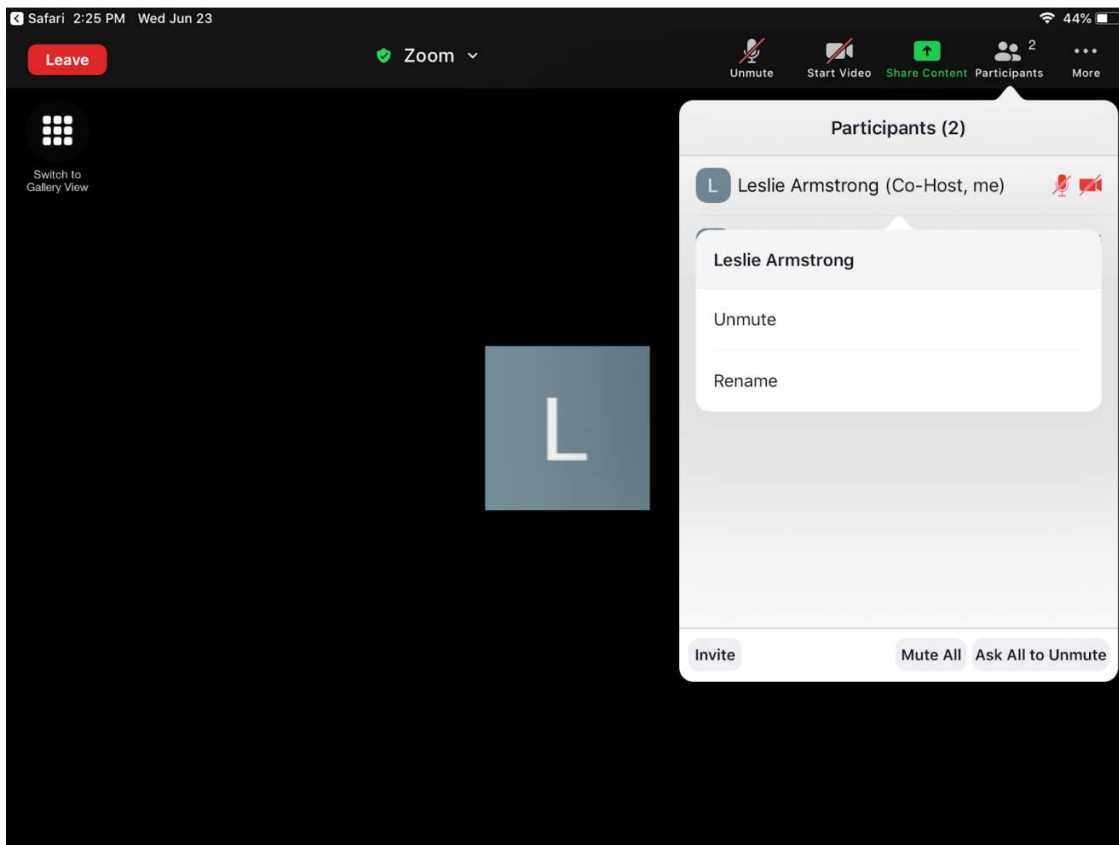 Safari 2:25 PM Wed Jun 23 44%
Leave
Zoom
Unmute
Start Video
Share Content
Participants
2
More
Switch to
Gallery View
Participants (2)
L Leslie Armstrong (Co-Host, me)
Leslie Armstrong
Unmute
Rename
L
Invite
Mute All
Ask All to Unmute